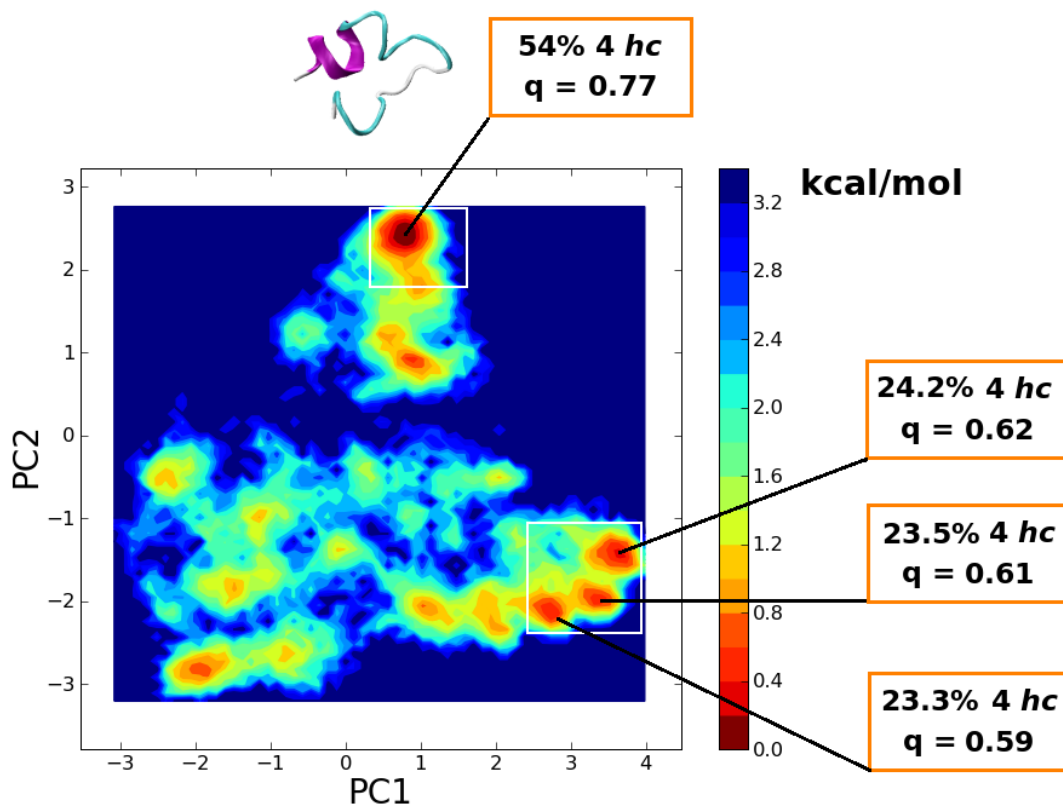 54% 4 hc
q = 0.77
kcal/mol
3
2
1
0
−1
−2
−3
PC2
−3
−2
−1
0
1
2
3
4
PC1
3.2
2.8
2.4
2.0
1.6
1.2
0.8
0.4
0.0
24.2% 4 hc
q = 0.62
23.5% 4 hc
q = 0.61
23.3% 4 hc
q = 0.59